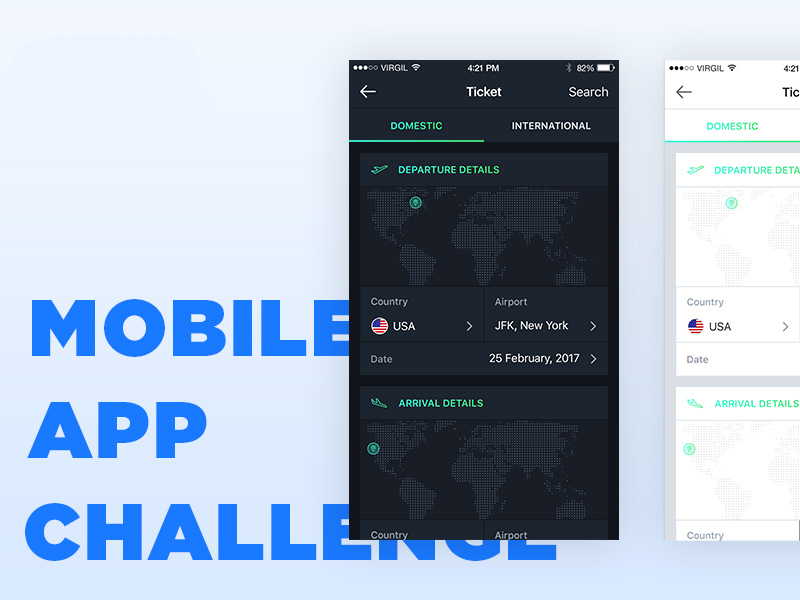 VIRGIL 4:21 PM 82%
Ticket Search
DOMESTIC INTERNATIONAL
DEPARTURE DETAILS
Country Airport
USA JFK, New York
Date 25 February, 2017
ARRIVAL DETAILS
Country Airport
VIRGIL 4:21
Tic
DOMESTIC
DEPARTURE DETA
Country
USA
Date
ARRIVAL DETAILS
Country
MOBILE
APP
CHALLENGE